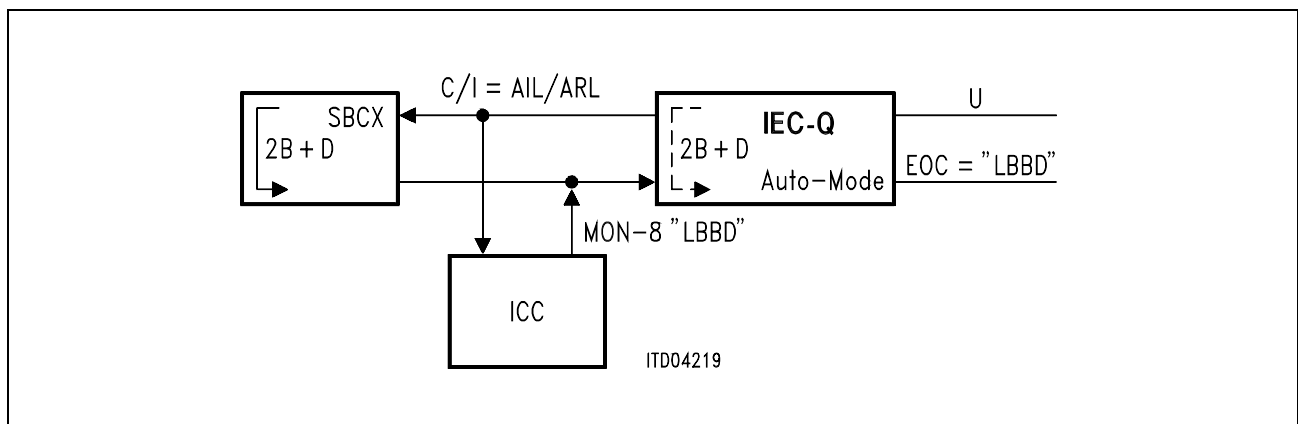 C/I = AIL/ARL
SBCX
2B + D
IEC-Q
2B + D
Auto-Mode
U
EOC = "LBBD"
MON-8 "LBBD"
ICC
ITD04219